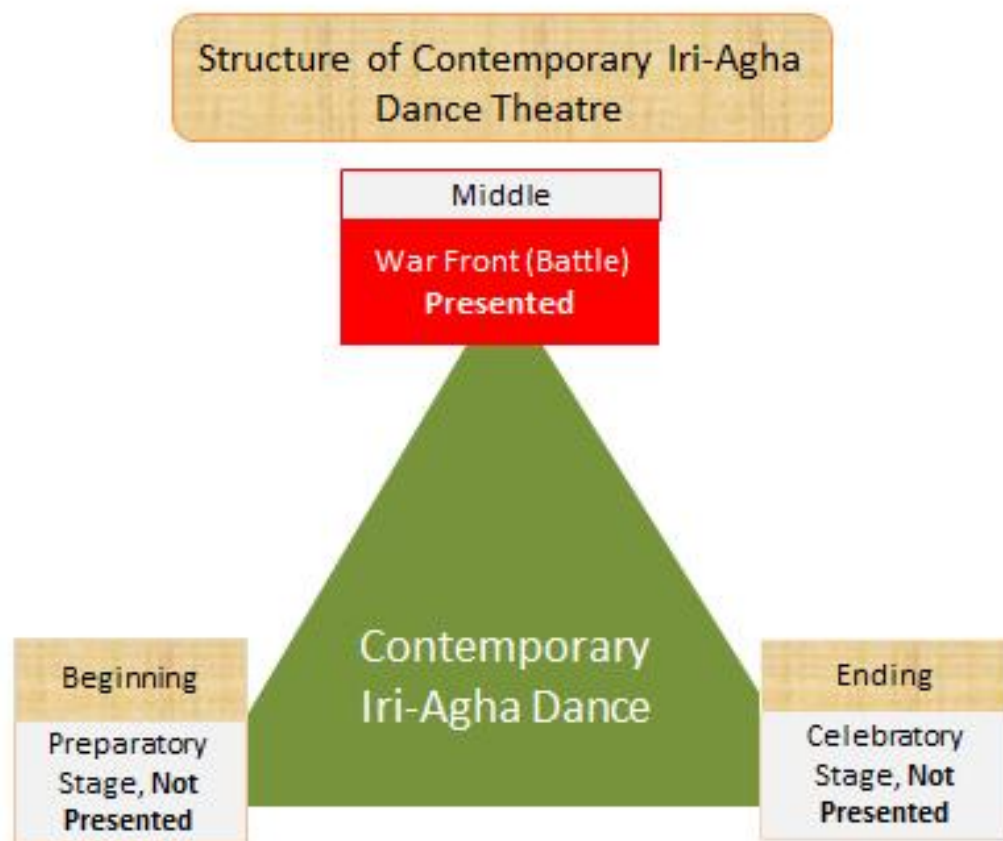 Structure of Contemporary Iri-Agha
Dance Theatre
Middle
War Front (Battle)
Presented
Contemporary
Iri-Agha Dance
Beginning
Preparatory
Stage, Not
Presented
Ending
Celebratory
Stage, Not
Presented